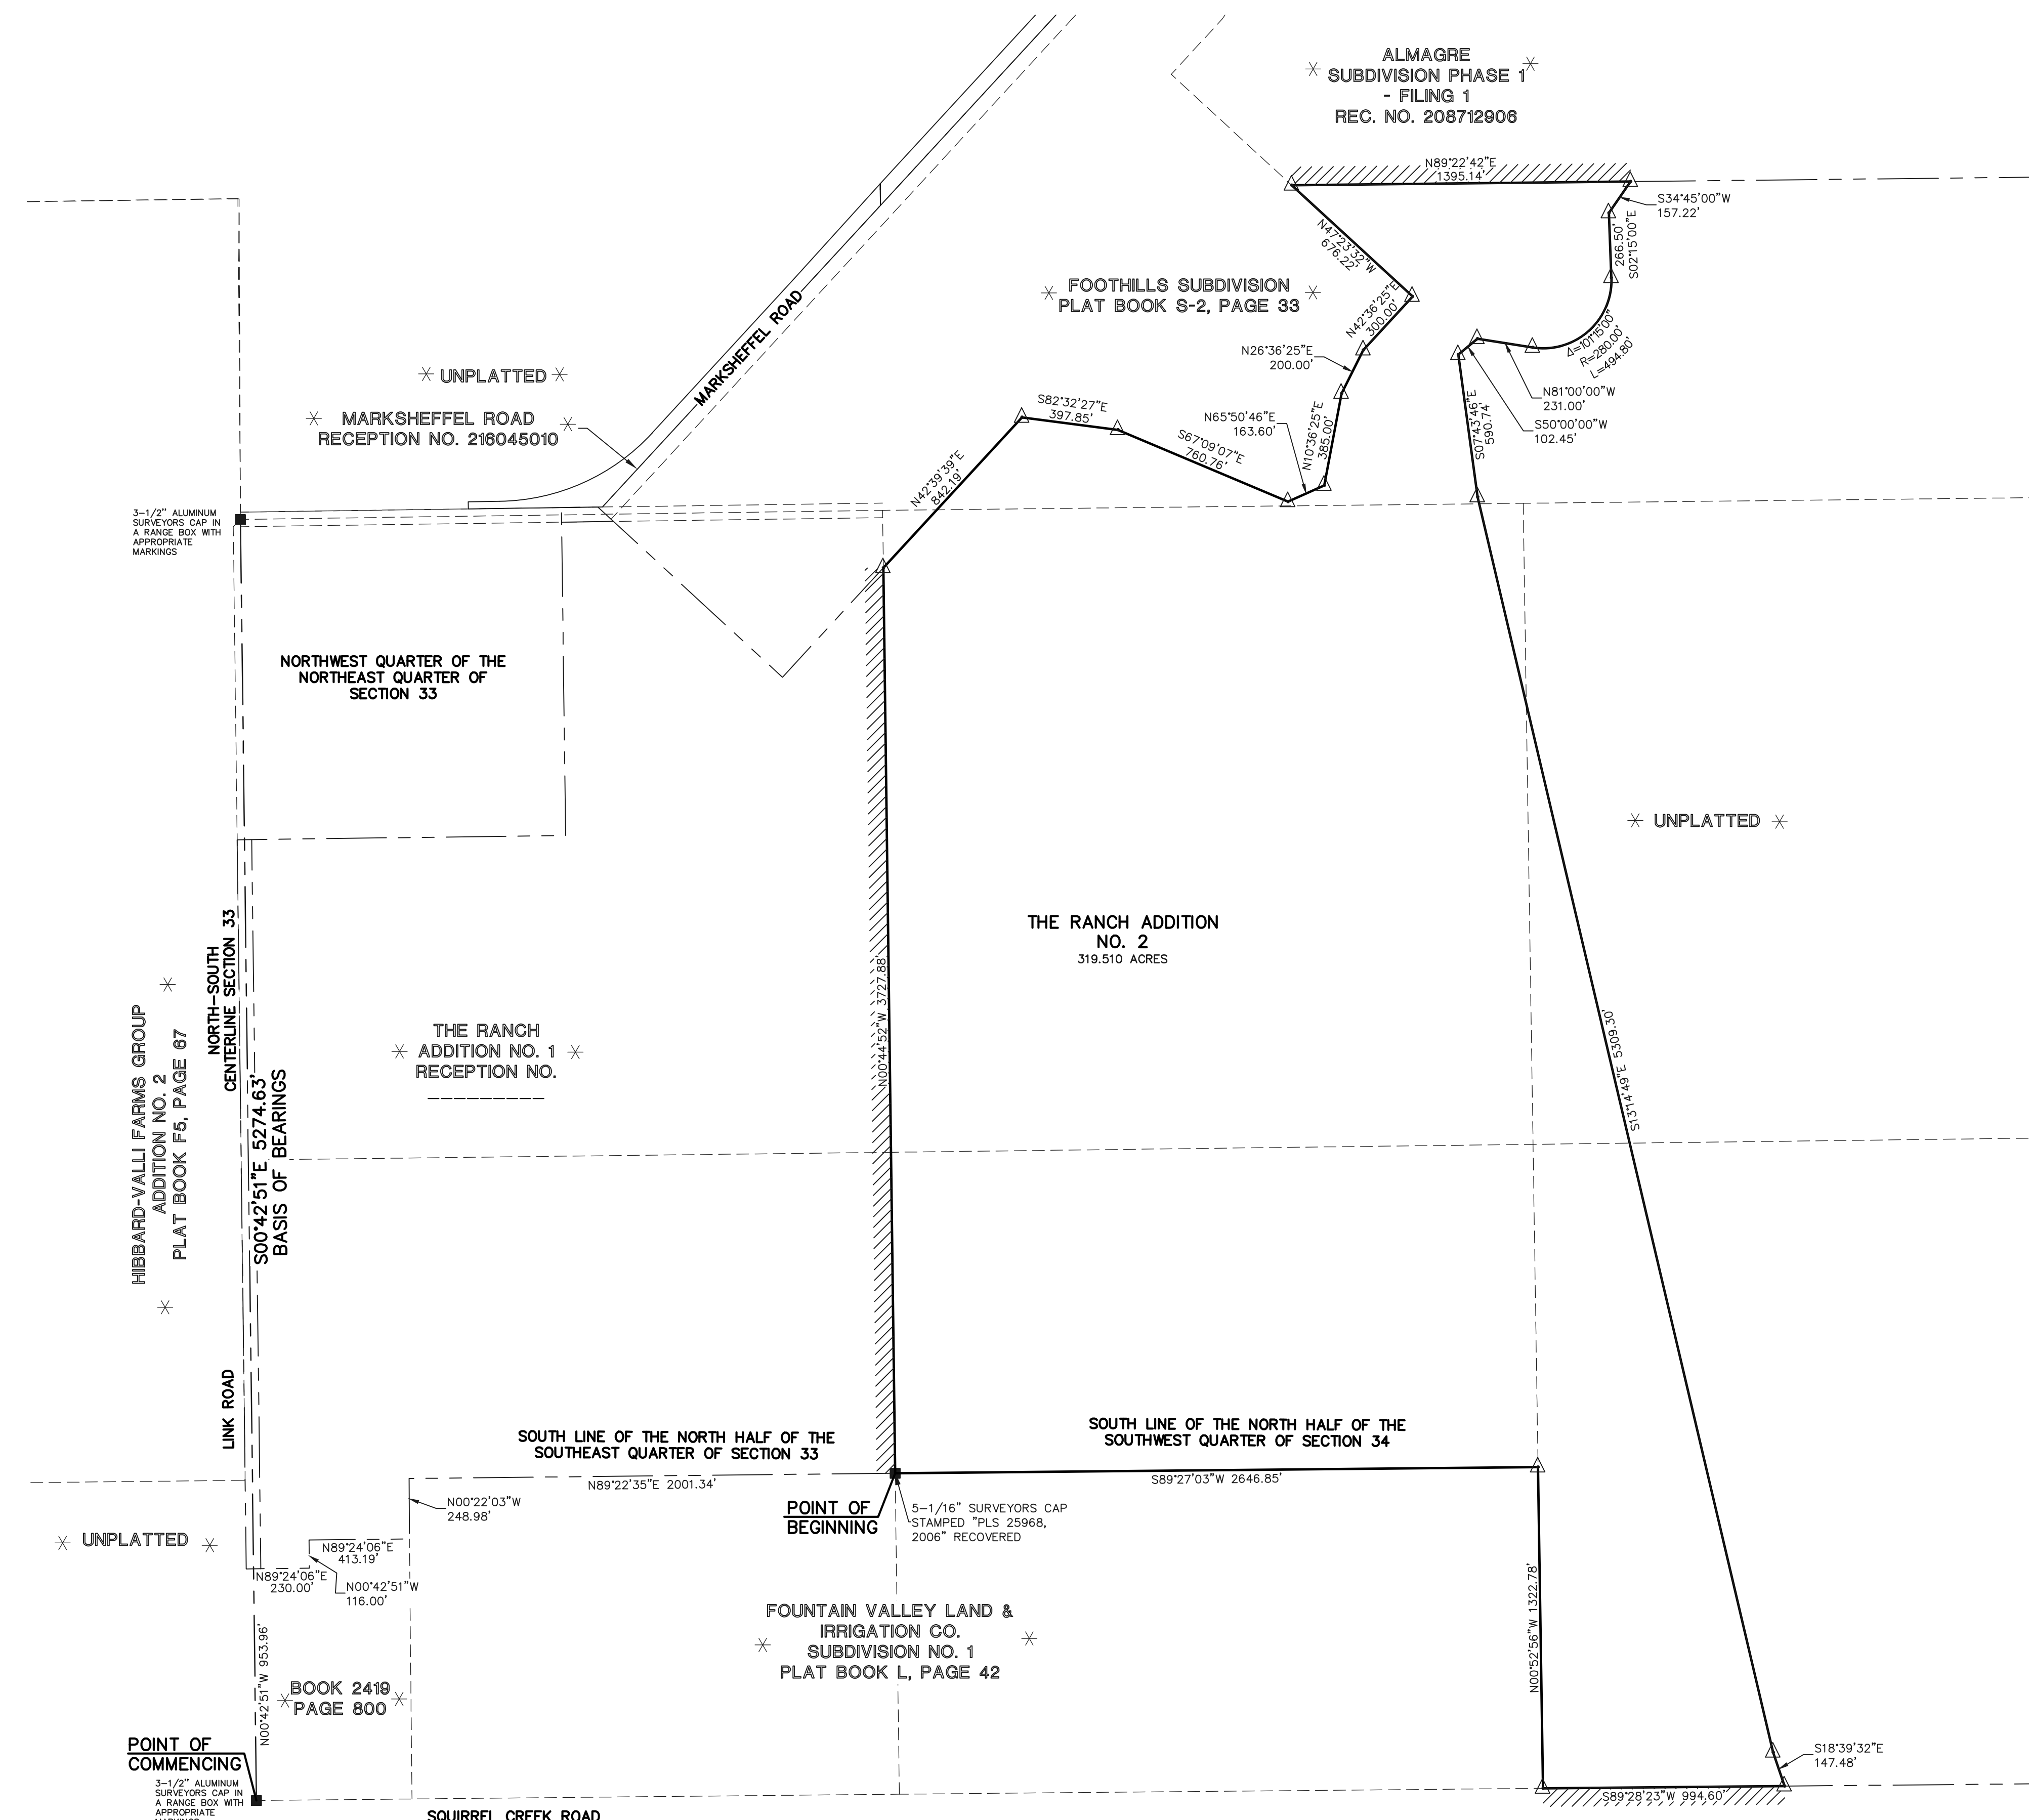 ALMAGRE
SUBDIVISION PHASE 1
- FILING 1
REC. NO. 208712906
N89°22'42"E
1395.14'
S34°45'00"W
157.22'
266.50'
S02°15'00"E
N47°23'32"W
676.22'
FOOTHILLS SUBDIVISION
PLAT BOOK S-2, PAGE 33
N42°36'25"E
300.00'
Δ=101°15'00"
R=280.00'
L=494.80'
N26°36'25"E
200.00'
N81°00'00"W
231.00'
S50°00'00"W
102.45'
S07°43'46"E
590.74'
MARKSHEFFEL ROAD
UNPLATTED
MARKSHEFFEL ROAD
RECEPTION NO. 216045010
S82°32'27"E
397.85'
N65°50'46"E
163.60'
N10°36'25"E
385.00'
S67°09'07"E
760.76'
N42°39'39"E
842.19'
3-1/2" ALUMINUM
SURVEYORS CAP IN
A RANGE BOX WITH
APPROPRIATE
MARKINGS
NORTHWEST QUARTER OF THE
NORTHEAST QUARTER OF
SECTION 33
UNPLATTED
THE RANCH ADDITION
NO. 2
319.510 ACRES
N00°44'52"W 3727.88'
S13°14'49"E 5309.30'
NORTH-SOUTH
CENTERLINE SECTION 33
HIBBARD-VALLI FARMS GROUP
ADDITION NO. 2
PLAT BOOK F5, PAGE 67
S00°42'51"E 5274.63'
BASIS OF BEARINGS
THE RANCH
ADDITION NO. 1
RECEPTION NO.
_________
LINK ROAD
SOUTH LINE OF THE NORTH HALF OF THE
SOUTHEAST QUARTER OF SECTION 33
N89°22'35"E 2001.34'
SOUTH LINE OF THE NORTH HALF OF THE
SOUTHWEST QUARTER OF SECTION 34
S89°27'03"W 2646.85'
N00°22'03"W
248.98'
POINT OF
BEGINNING
5-1/16" SURVEYORS CAP
STAMPED "PLS 25968,
2006" RECOVERED
UNPLATTED
N89°24'06"E
413.19'
N89°24'06"E
230.00'
N00°42'51"W
116.00'
N00°42'51"W 953.96'
FOUNTAIN VALLEY LAND &
IRRIGATION CO.
SUBDIVISION NO. 1
PLAT BOOK L, PAGE 42
N00°52'56"W 1322.78'
BOOK 2419
PAGE 800
POINT OF
COMMENCING
3-1/2" ALUMINUM
SURVEYORS CAP IN
A RANGE BOX WITH
APPROPRIATE
S18°39'32"E
147.48'
S89°28'23"W 994.60'
SQUIRREL CREEK ROAD